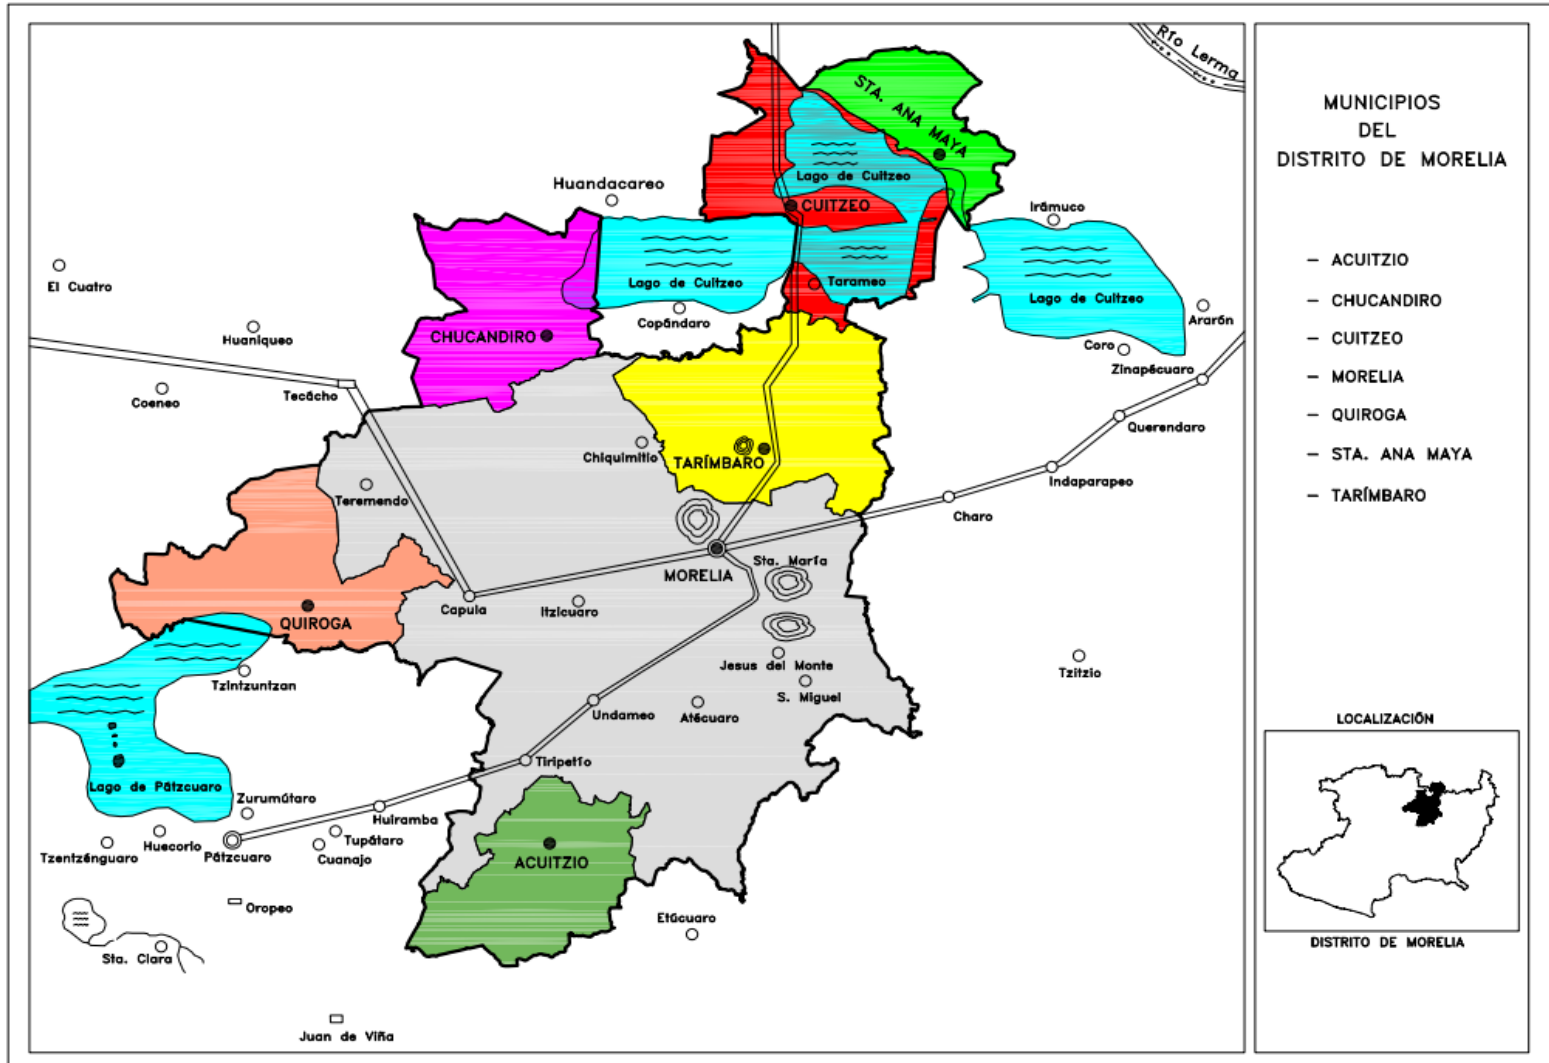 Río Lerma
STA. ANA MAYA
Lago de Cuitzeo
Huandacareo
CUITZEO
Irámuco
El Cuatro
Lago de Cuitzeo
Tarameo
Lago de Cuitzeo
Copándaro
Ararón
Huaniqueo
CHUCANDIRO
Coro
Zinapécuaro
Tecácho
Coeneo
Querendaro
Chiquimitio
TARÍMBARO
Indaparapeo
Teremendo
Charo
Sta. María
MORELIA
Capula
Itzicuaro
QUIROGA
Jesus del Monte
Tzitzio
Tzintzuntzan
S. Miguel
Undameo
Atécuaro
Tiripetío
Lago de Pátzcuaro
Zurumútaro
Huiramba
Tupátaro
Huecorio
Tzentzénguaro
Pátzcuaro
Cuanajo
ACUITZIO
Oropeo
Etúcuaro
Sta. Clara
Juan de Viña
MUNICIPIOS
DEL
DISTRITO DE MORELIA
– ACUITZIO
– CHUCANDIRO
– CUITZEO
– MORELIA
– QUIROGA
– STA. ANA MAYA
– TARÍMBARO
LOCALIZACIÓN
DISTRITO DE MORELIA